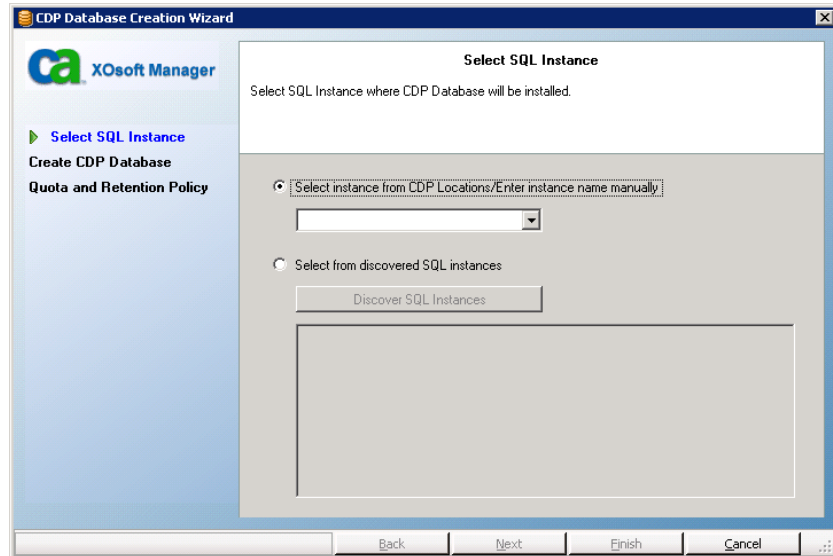 CDP Database Creation Wizard
ca XOsoft Manager
Select SQL Instance
Create CDP Database
Quota and Retention Policy
Select SQL Instance
Select SQL Instance where CDP Database will be installed.
Select instance from CDP Locations/Enter instance name manually
Select from discovered SQL instances
Discover SQL Instances
Back Next Finish Cancel